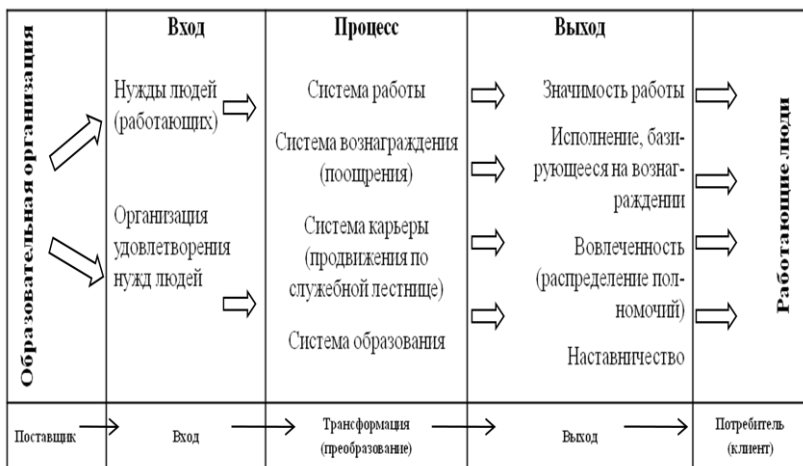 Образовательная организация
Вход
Нужды людей
(работающих)
Организация
удовлетворения
нужд людей
Процесс
Система работы
Система вознаграждения
(поощрения)
Система карьеры
(продвижения по
служебной лестнице)
Система образования
Выход
Значимость работы
Исполнение, бази-
рующееся на вознаг-
раждении
Вовлеченность
(распределение пол-
номочий)
Наставничество
Работающие люди
Поставщик
Вход
Трансформация
(преобразование)
Выход
Потребитель
(клиент)